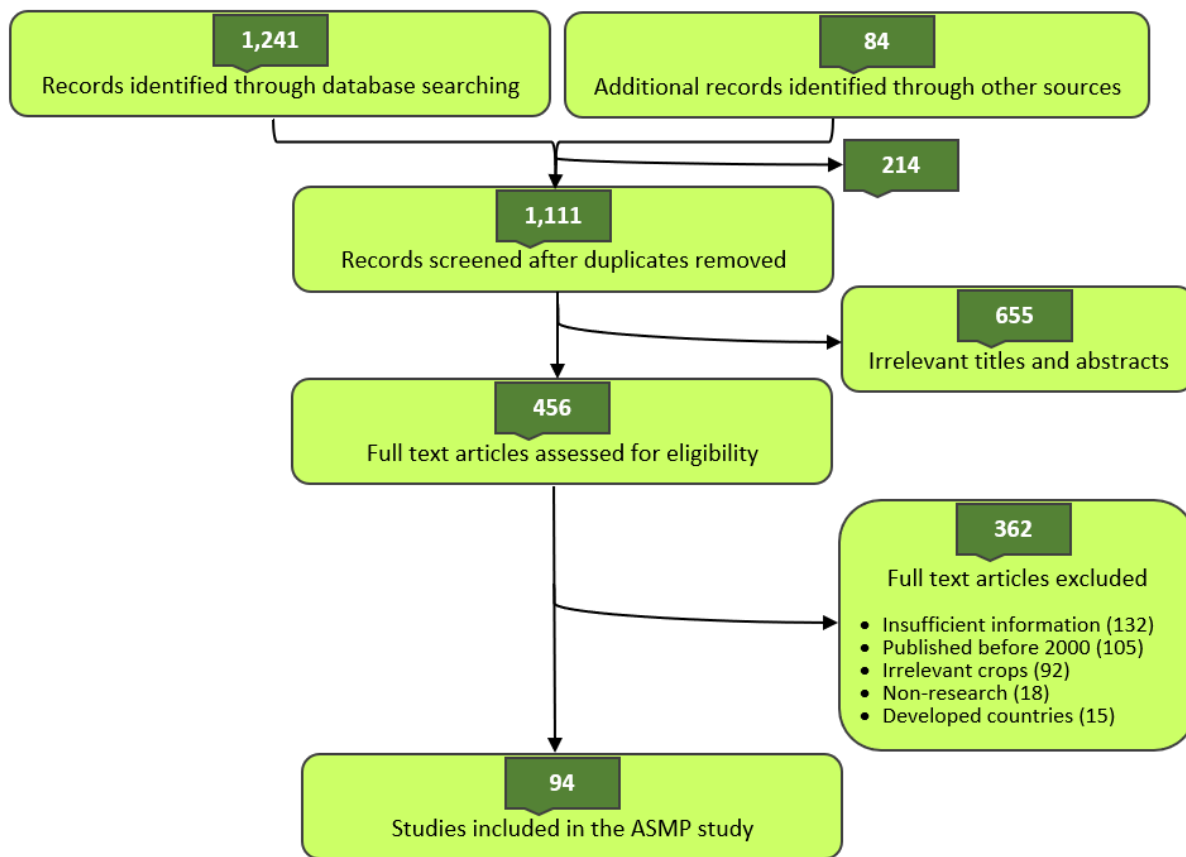 1,241
Records identified through database searching
84
Additional records identified through other sources
214
1,111
Records screened after duplicates removed
655
Irrelevant titles and abstracts
456
Full text articles assessed for eligibility
362
Full text articles excluded
• Insufficient information (132)
• Published before 2000 (105)
• Irrelevant crops (92)
• Non-research (18)
• Developed countries (15)
94
Studies included in the ASMP study